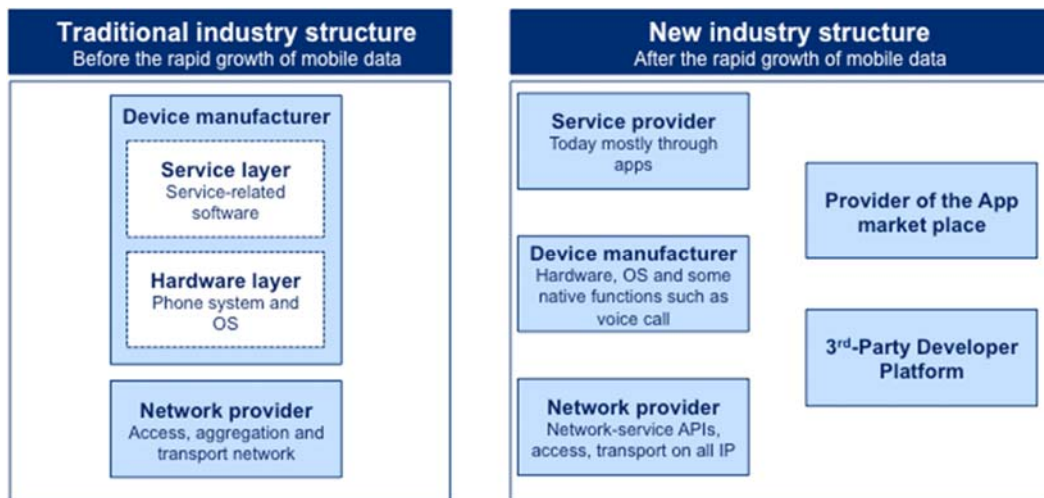 Traditional industry structure
Before the rapid growth of mobile data
Device manufacturer
Service layer
Service-related
software
Hardware layer
Phone system and
OS
Network provider
Access, aggregation and
transport network
New industry structure
After the rapid growth of mobile data
Service provider
Today mostly through
apps
Device manufacturer
Hardware, OS and some
native functions such as
voice call
Network provider
Network-service APIs,
access, transport on all IP
Provider of the App
market place
3rd-Party Developer
Platform